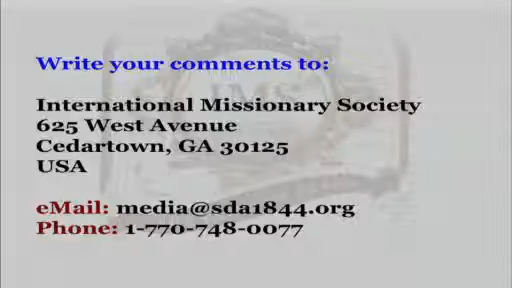 Write your comments to:
International Missionary Society
625 West Avenue
Cedartown, GA 30125
USA
eMail: media@sda1844.org
Phone: 1-770-748-0077
IMS